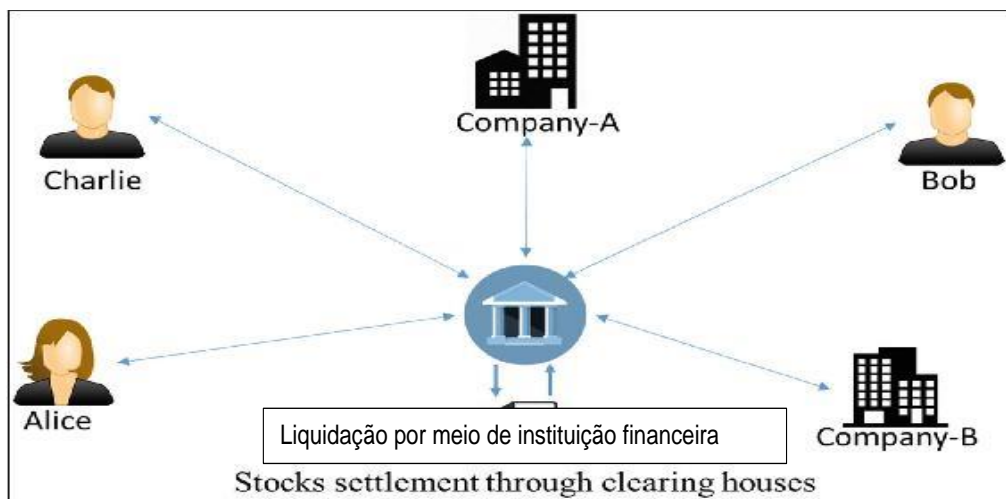 Company-A
Charlie
Bob
Alice
Liquidação por meio de instituição financeira
Company-B
Stocks settlement through clearing houses